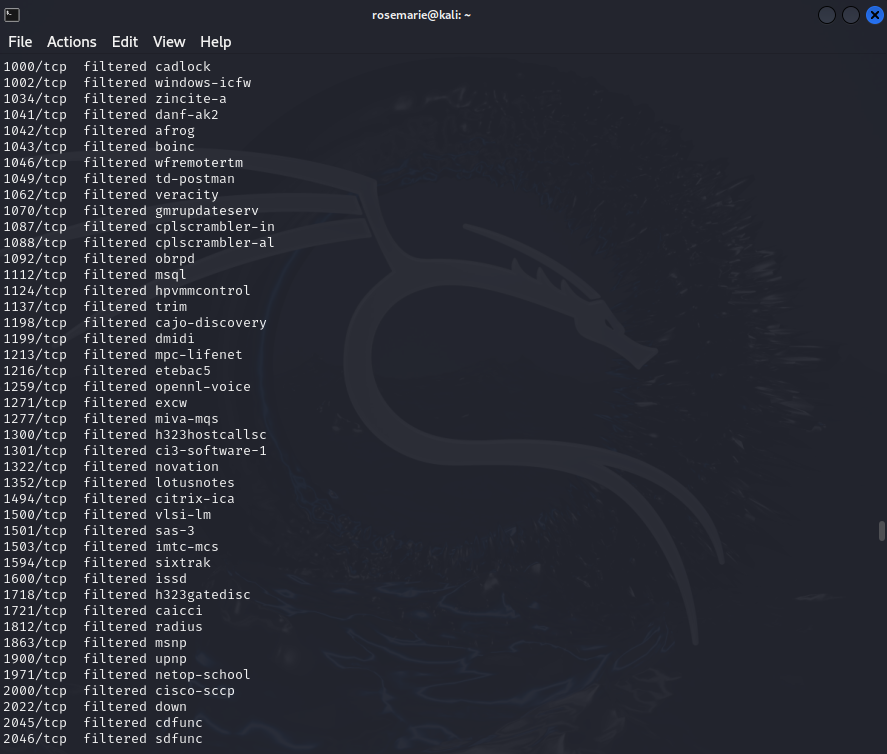 rosemarie@kali: ~
File Actions Edit View Help
1000/tcp  filtered cadlock
1002/tcp  filtered windows-icfw
1034/tcp  filtered zincite-a
1041/tcp  filtered danf-ak2
1042/tcp  filtered afrog
1043/tcp  filtered boinc
1046/tcp  filtered wfremotertm
1049/tcp  filtered td-postman
1062/tcp  filtered veracity
1070/tcp  filtered gmrupdateserv
1087/tcp  filtered cplscrambler-in
1088/tcp  filtered cplscrambler-al
1092/tcp  filtered obrpd
1112/tcp  filtered msql
1124/tcp  filtered hpvmmcontrol
1137/tcp  filtered trim
1198/tcp  filtered cajo-discovery
1199/tcp  filtered dmidi
1213/tcp  filtered mpc-lifenet
1216/tcp  filtered etebac5
1259/tcp  filtered opennl-voice
1271/tcp  filtered excw
1277/tcp  filtered miva-mqs
1300/tcp  filtered h323hostcallsc
1301/tcp  filtered ci3-software-1
1322/tcp  filtered novation
1352/tcp  filtered lotusnotes
1494/tcp  filtered citrix-ica
1500/tcp  filtered vlsi-lm
1501/tcp  filtered sas-3
1503/tcp  filtered imtc-mcs
1594/tcp  filtered sixtrak
1600/tcp  filtered issd
1718/tcp  filtered h323gatedisc
1721/tcp  filtered caicci
1812/tcp  filtered radius
1863/tcp  filtered msnp
1900/tcp  filtered upnp
1971/tcp  filtered netop-school
2000/tcp  filtered cisco-sccp
2022/tcp  filtered down
2045/tcp  filtered cdfunc
2046/tcp  filtered sdfunc